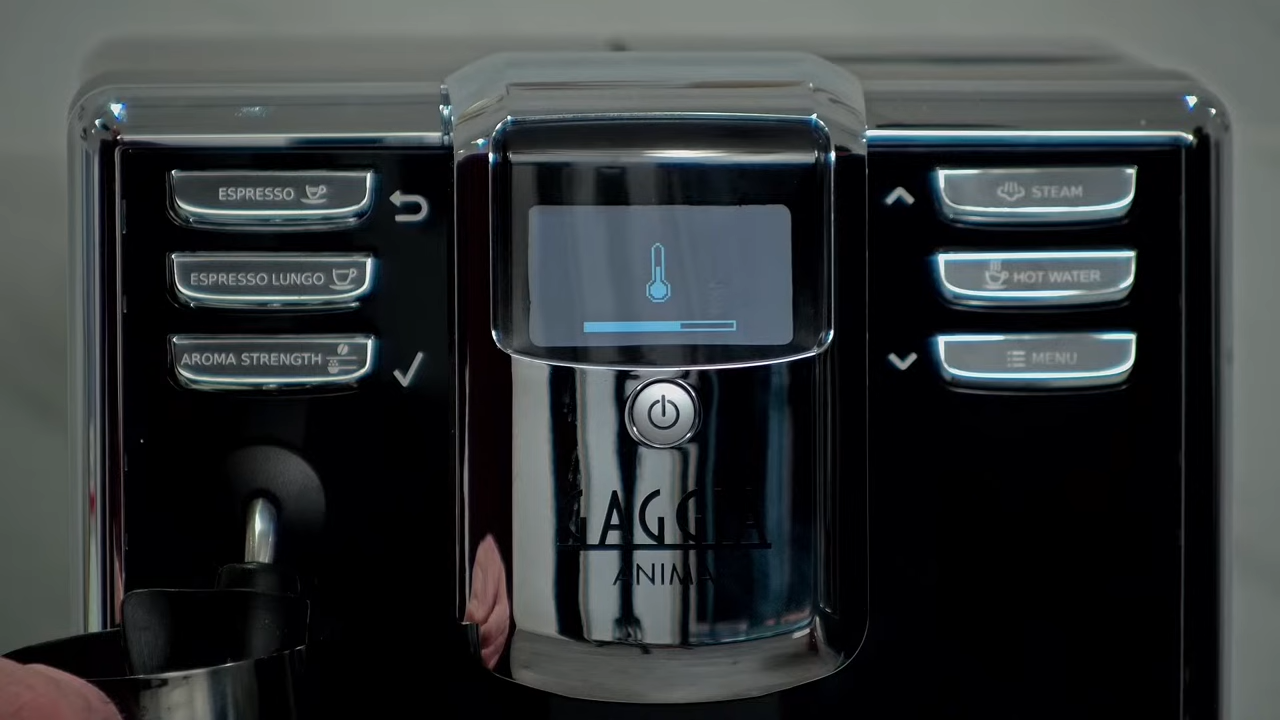 ESPRESSO
ESPRESSO LUNGO
AROMA STRENGTH
STEAM
HOT WATER
MENU
GAGGIA
ANIMA